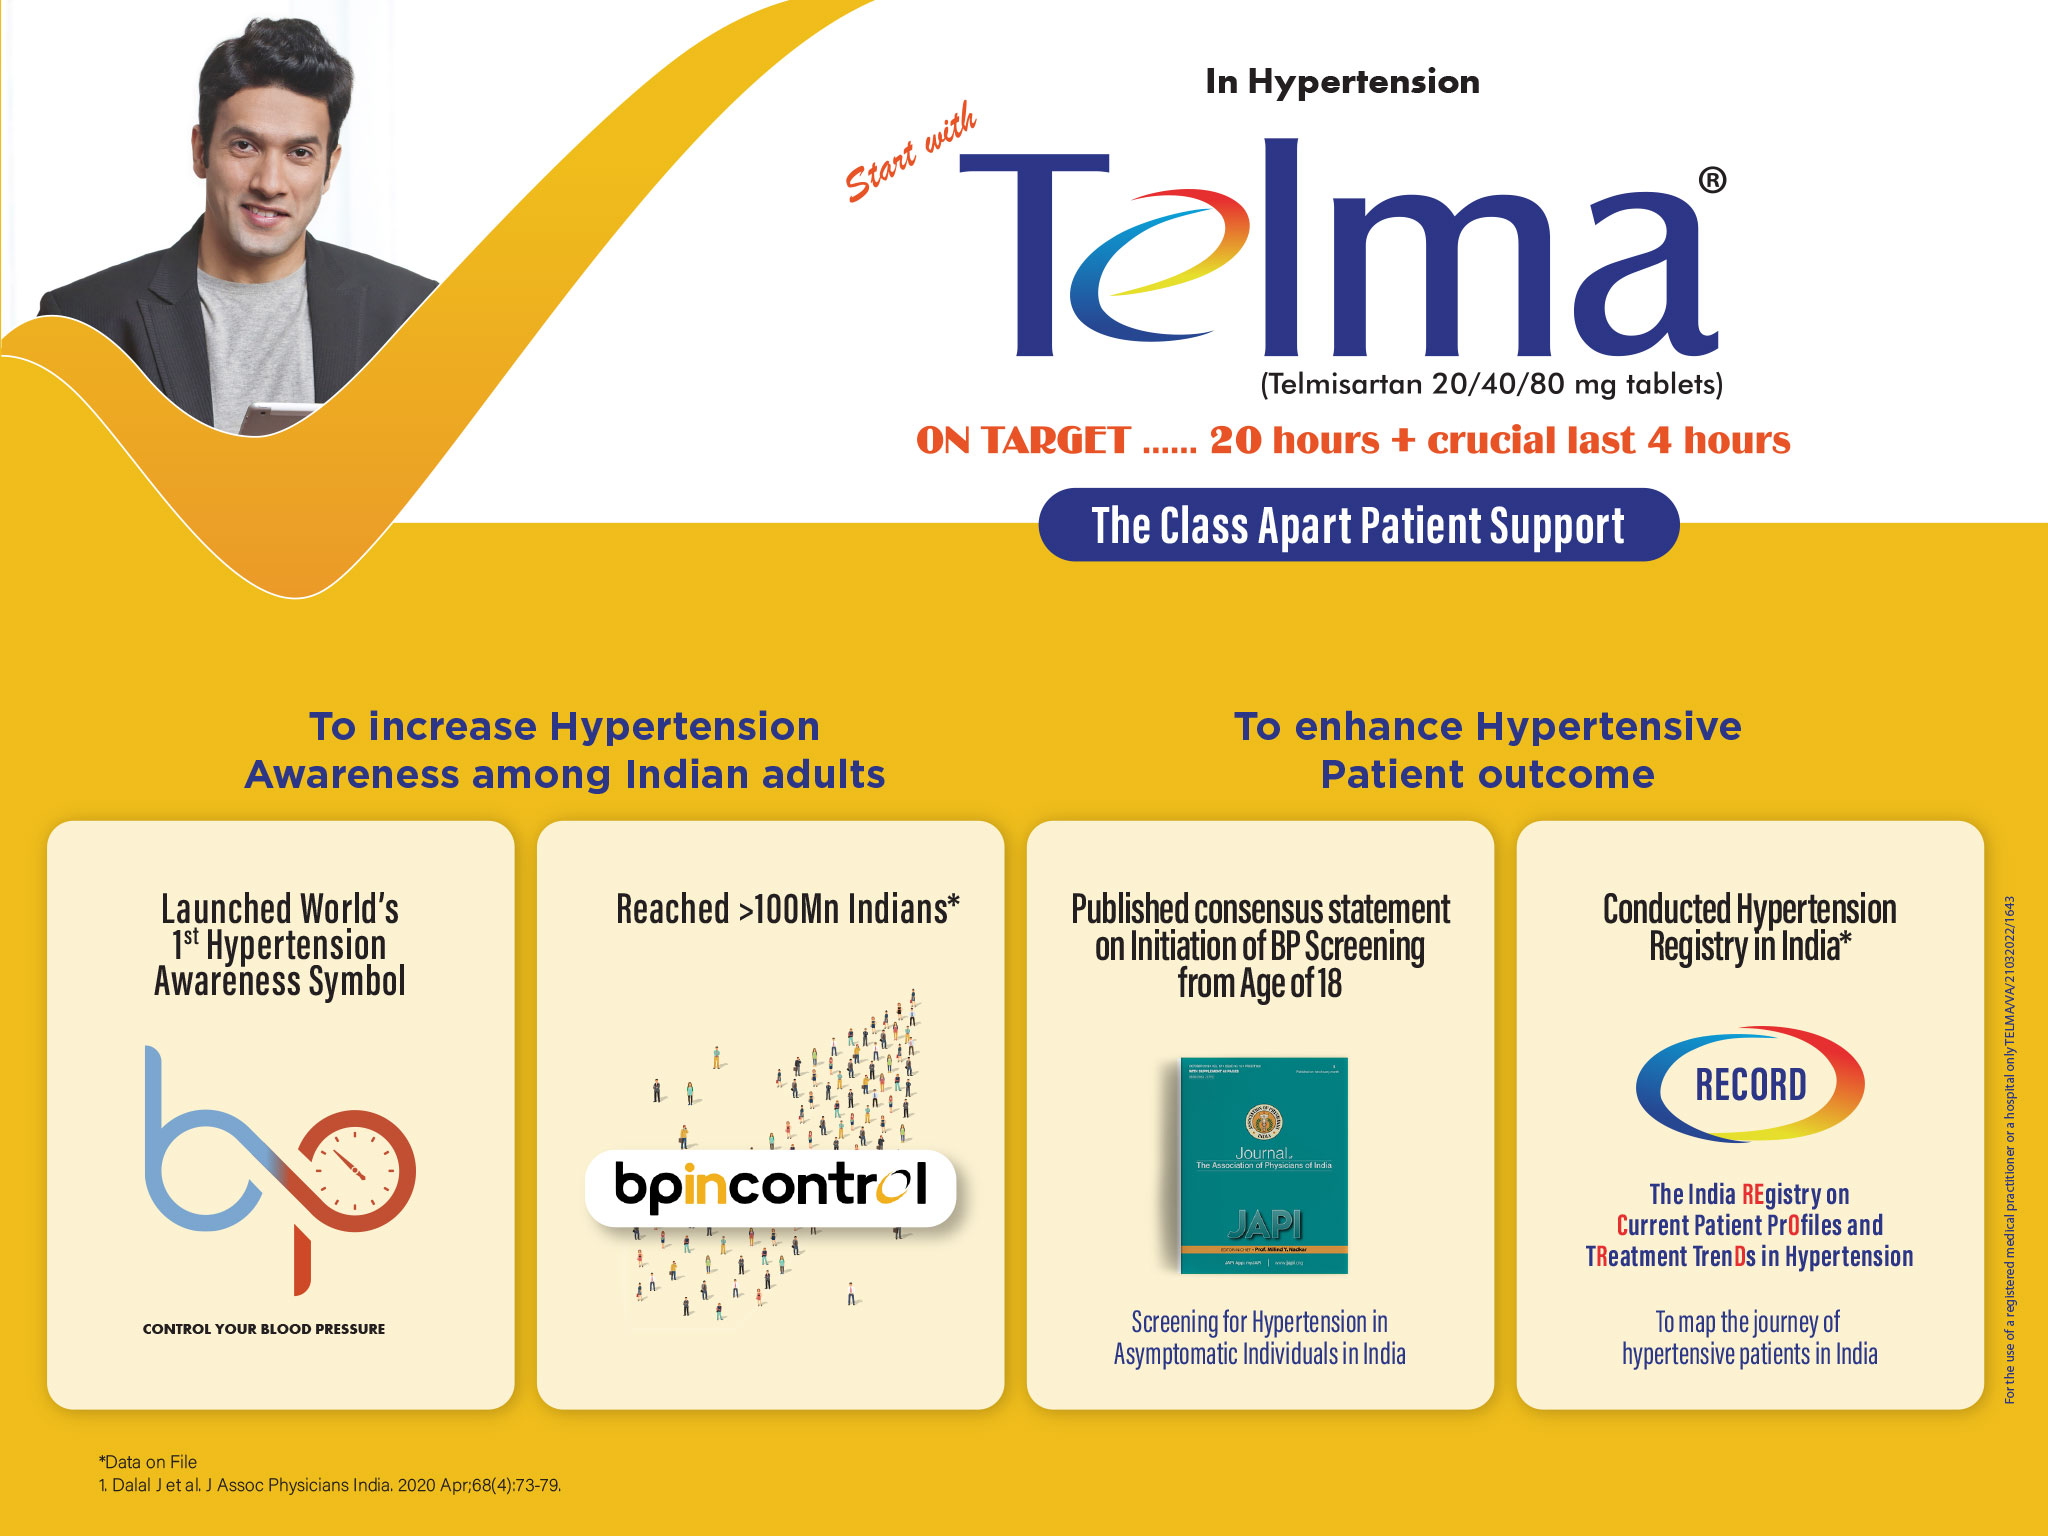 In Hypertension
Start with
Telma®
(Telmisartan 20/40/80 mg tablets)
ON TARGET ...... 20 hours + crucial last 4 hours
The Class Apart Patient Support
To increase Hypertension
Awareness among Indian adults
To enhance Hypertensive
Patient outcome
Launched World's
1st Hypertension
Awareness Symbol
bp
CONTROL YOUR BLOOD PRESSURE
Reached >100Mn Indians*
bpincontrol
Published consensus statement
on Initiation of BP Screening
from Age of 18
Journal
The Association of Physicians of India
JAPI
Screening for Hypertension in
Asymptomatic Individuals in India
Conducted Hypertension
Registry in India*
RECORD
The India REgistry on
Current Patient PrOfiles and
TReatment TrenDs in Hypertension
To map the journey of
hypertensive patients in India
For the use of a registered medical practitioner or a hospital only TELMA/VA/21032022/1643
*Data on File
1. Dalal J et al. J Assoc Physicians India. 2020 Apr;68(4):73-79.